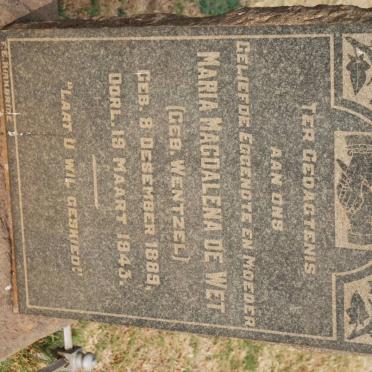 TER GEDAGTENIS
AAN ONS
GELIEFDE EGGENOTE EN MOEDER
MARIA MAGDALENA DE WET
(GEB WENTZEL)
GEB. 8 DESEMBER 1889,
OORL. 19 MAART 1943.
"LAAT U WIL GESKIED."